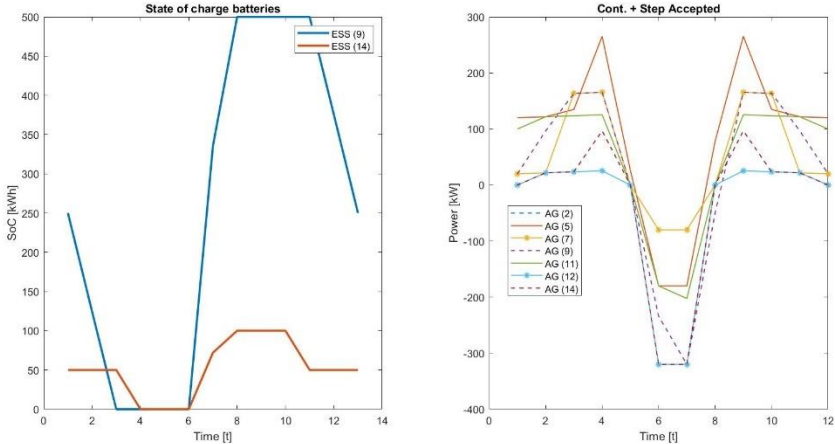 State of charge batteries
500
450
400
350
300
250
200
150
100
50
0
SoC [kWh]
0 2 4 6 8 10 12 14
Time [t]
ESS (9)
ESS (14)
Cont. + Step Accepted
300
200
100
0
-100
-200
-300
-400
Power [kW]
0 2 4 6 8 10 12
Time [t]
AG (2)
AG (5)
AG (7)
AG (9)
AG (11)
AG (12)
AG (14)